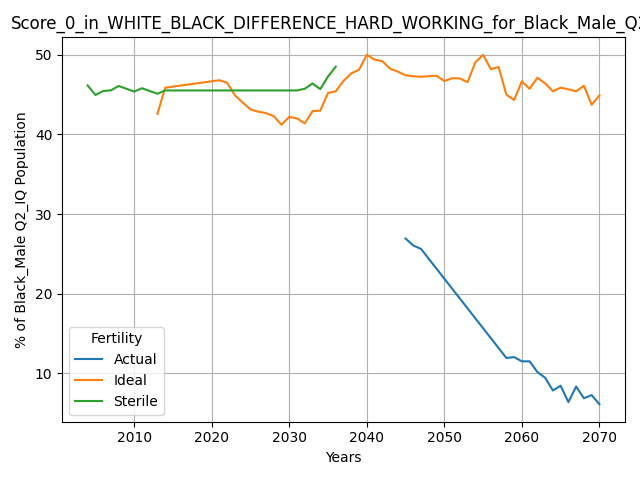 Score_0_in_WHITE_BLACK_DIFFERENCE_HARD_WORKING_for_Black_Male_Q2
% of Black_Male Q2_IQ Population
50
40
30
20
10
Fertility
Actual
Ideal
Sterile
2010 2020 2030 2040 2050 2060 2070
Years